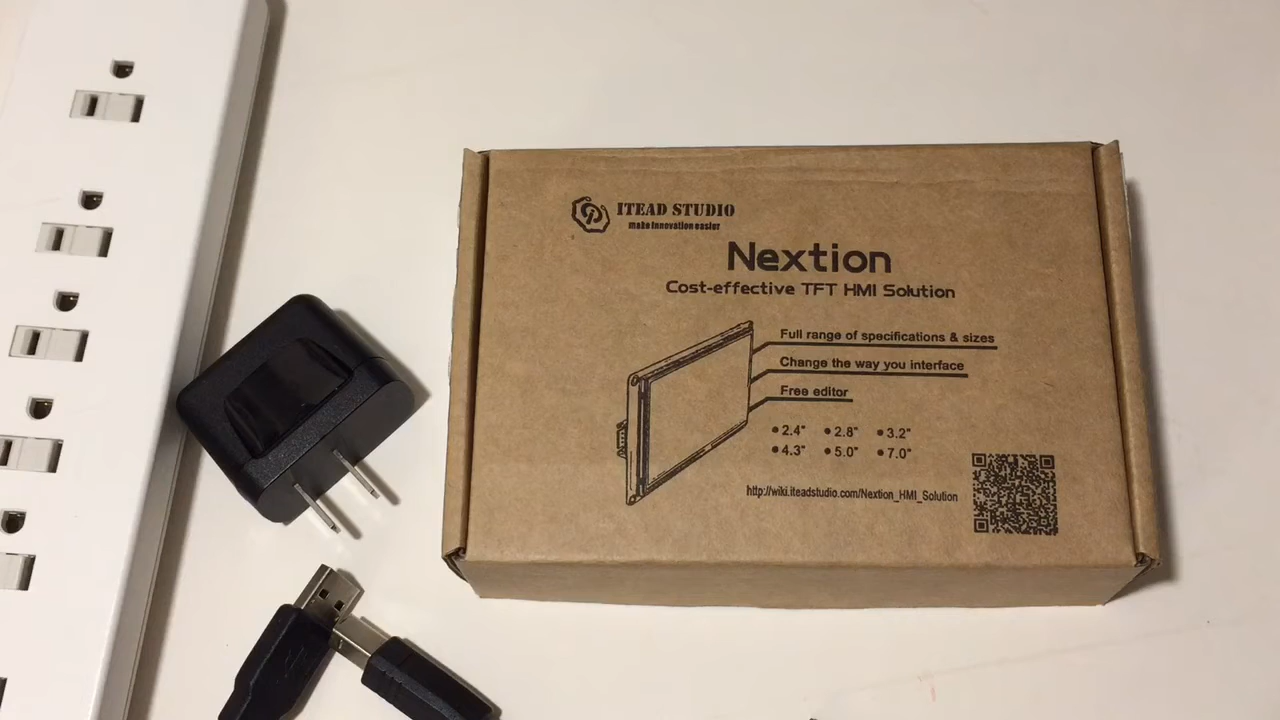 ITEAD STUDIO
make innovation easier
Nextion
Cost-effective TFT HMI Solution
Full range of specifications & sizes
Change the way you interface
Free editor
•2.4" •2.8" •3.2"
•4.3" •5.0" •7.0"
http://wiki.iteadstudio.com/Nextion_HMI_Solution